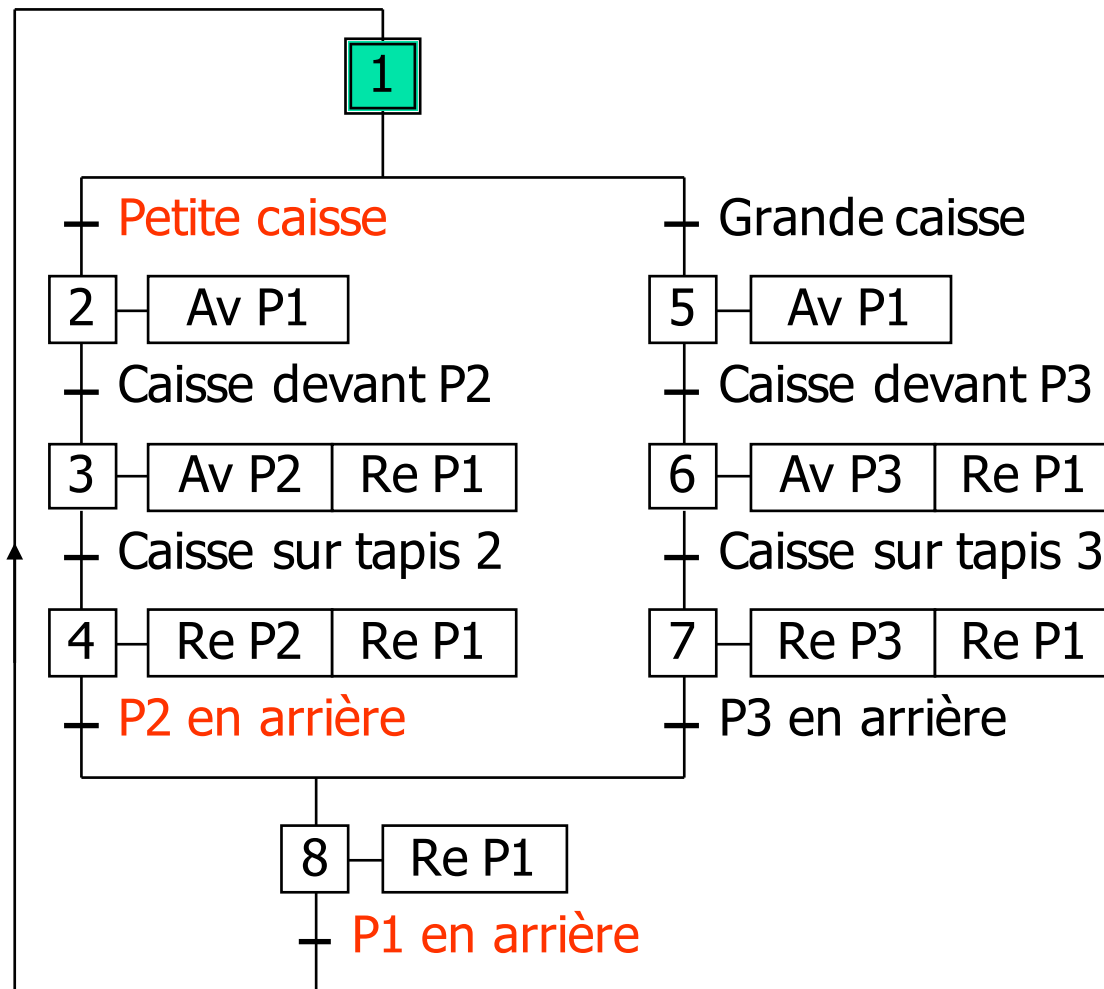 1
Petite caisse Grande caisse
2 Av P1 5 Av P1
Caisse devant P2 Caisse devant P3
3 Av P2 Re P1 6 Av P3 Re P1
Caisse sur tapis 2 Caisse sur tapis 3
4 Re P2 Re P1 7 Re P3 Re P1
P2 en arrière P3 en arrière
8 Re P1
P1 en arrière